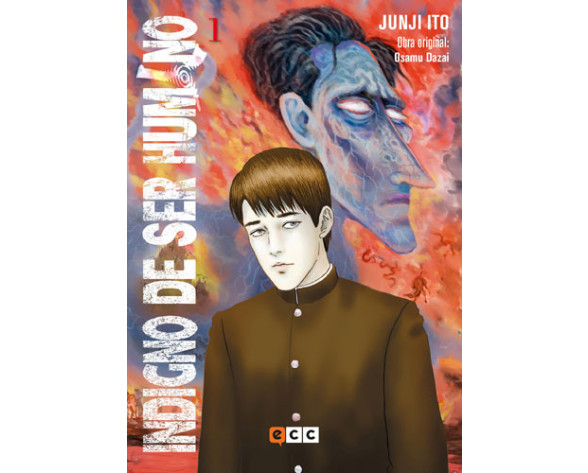 1
JUNJI ITO
Obra original:
Osamu Dazai
INDIGNO DE SER HUMANO
ecc